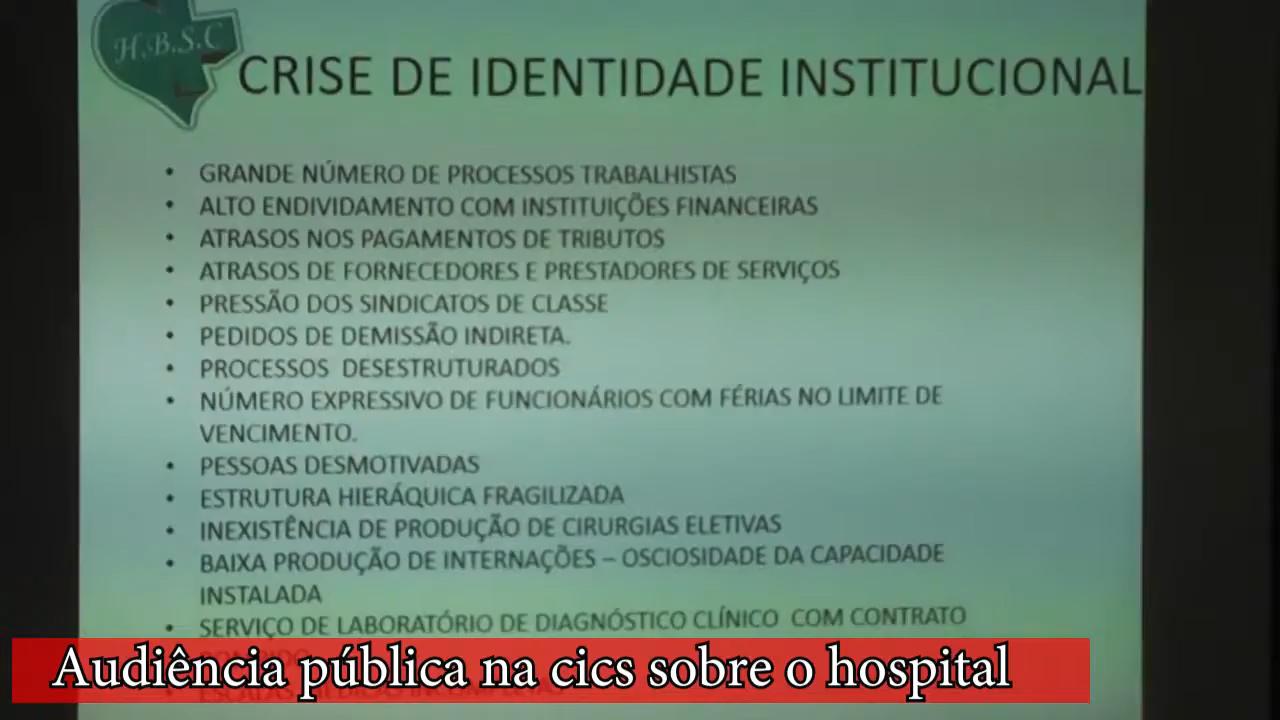 H.B.S.C
CRISE DE IDENTIDADE INSTITUCIONAL
• GRANDE NÚMERO DE PROCESSOS TRABALHISTAS
• ALTO ENDIVIDAMENTO COM INSTITUIÇÕES FINANCEIRAS
• ATRASOS NOS PAGAMENTOS DE TRIBUTOS
• ATRASOS DE FORNECEDORES E PRESTADORES DE SERVIÇOS
• PRESSÃO DOS SINDICATOS DE CLASSE
• PEDIDOS DE DEMISSÃO INDIRETA.
• PROCESSOS DESESTRUTURADOS
• NÚMERO EXPRESSIVO DE FUNCIONÁRIOS COM FÉRIAS NO LIMITE DE
VENCIMENTO.
• PESSOAS DESMOTIVADAS
• ESTRUTURA HIERÁQUICA FRAGILIZADA
• INEXISTÊNCIA DE PRODUÇÃO DE CIRURGIAS ELETIVAS
• BAIXA PRODUÇÃO DE INTERNAÇÕES – OSCIOSIDADE DA CAPACIDADE
INSTALADA
• SERVIÇO DE LABORATÓRIO DE DIAGNÓSTICO CLÍNICO COM CONTRATO
Audiência pública na cics sobre o hospital